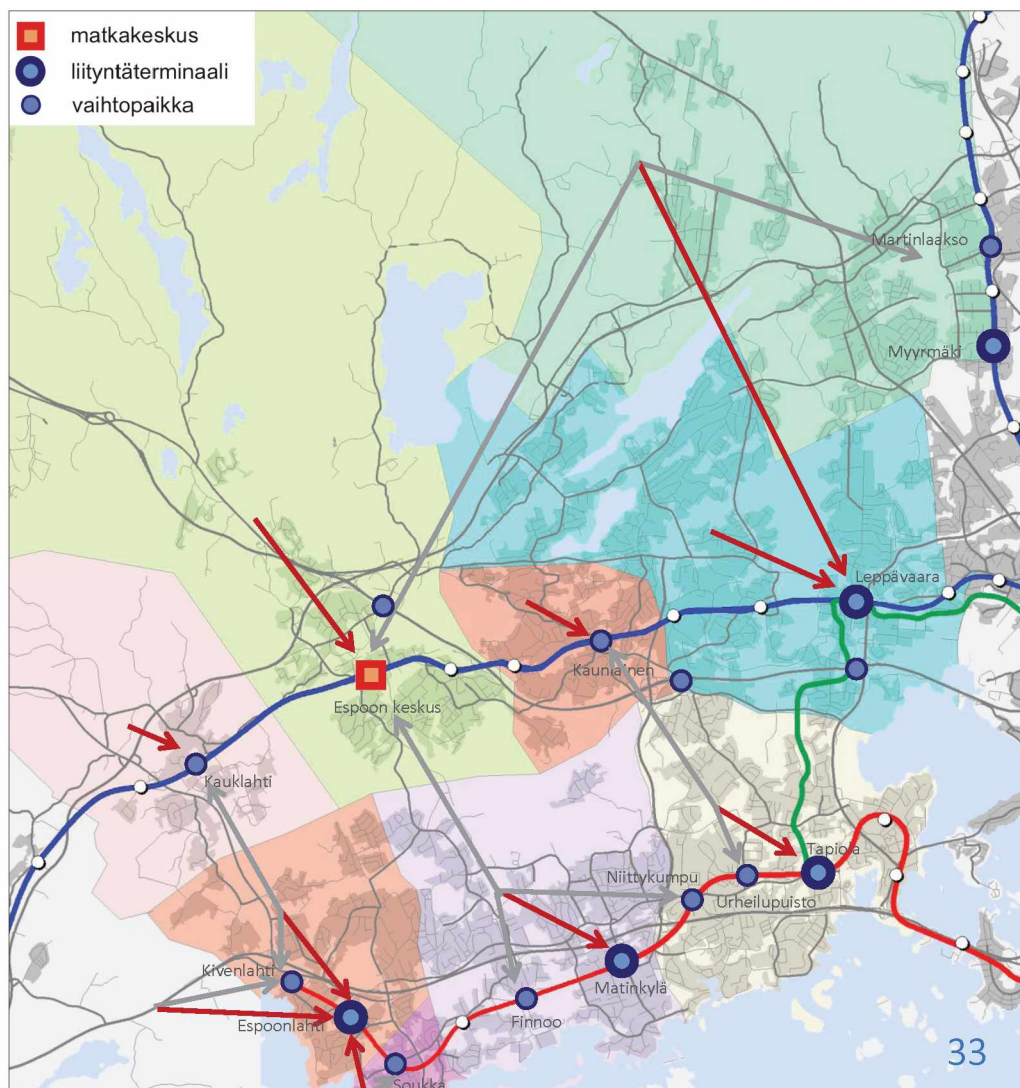 matkakeskus
liityntäterminaali
vaihtopaikka
Martinlaakso
Myyrmäki
Leppävaara
Kauniainen
Espoon keskus
Kauklahti
Tapiola
Niittykumpu
Urheilupuisto
Kivenlahti
Matinkylä
Espoonlahti
Finnoo
Soukka
33